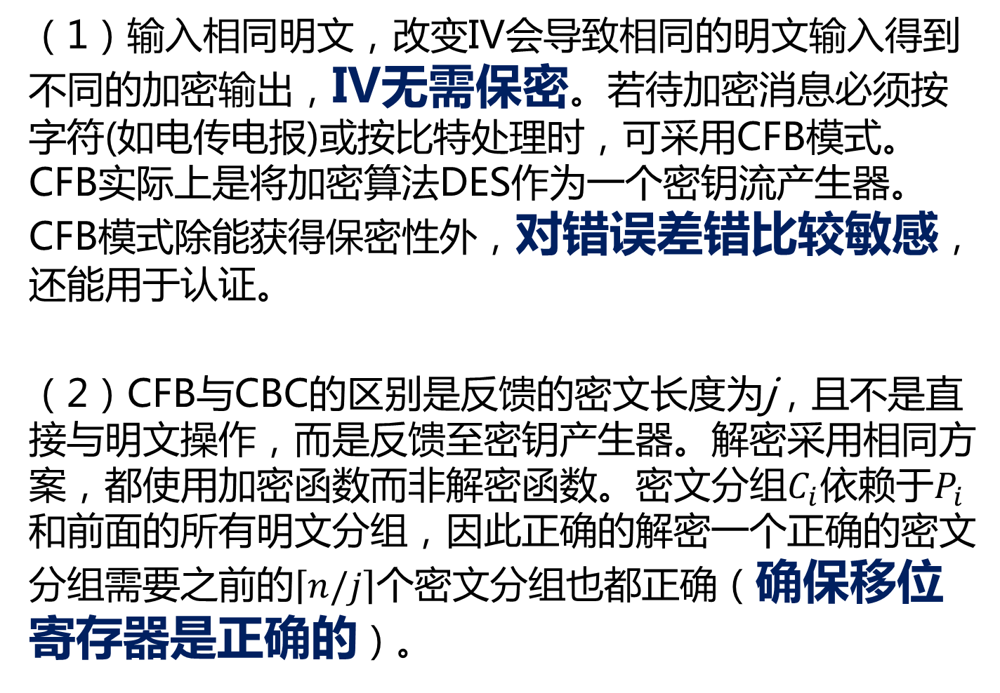 （1）输入相同明文，改变IV会导致相同的明文输入得到
不同的加密输出，IV无需保密。若待加密消息必须按
字符(如电传电报)或按比特处理时，可采用CFB模式。
CFB实际上是将加密算法DES作为一个密钥流产生器。
CFB模式除能获得保密性外，对错误差错比较敏感，
还能用于认证。
（2）CFB与CBC的区别是反馈的密文长度为j，且不是直
接与明文操作，而是反馈至密钥产生器。解密采用相同方
案，都使用加密函数而非解密函数。密文分组C_i依赖于P_i
和前面的所有明文分组，因此正确的解密一个正确的密文
分组需要之前的⌈n/j⌉个密文分组也都正确（确保移位
寄存器是正确的）。